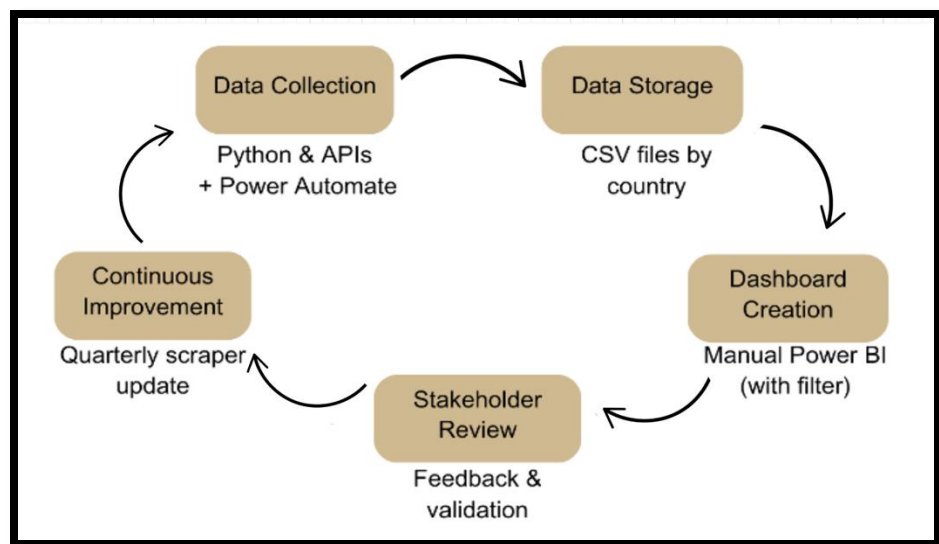 Data Collection
Python & APIs
+ Power Automate
Data Storage
CSV files by
country
Dashboard
Creation
Manual Power BI
(with filter)
Stakeholder
Review
Feedback &
validation
Continuous
Improvement
Quarterly scraper
update